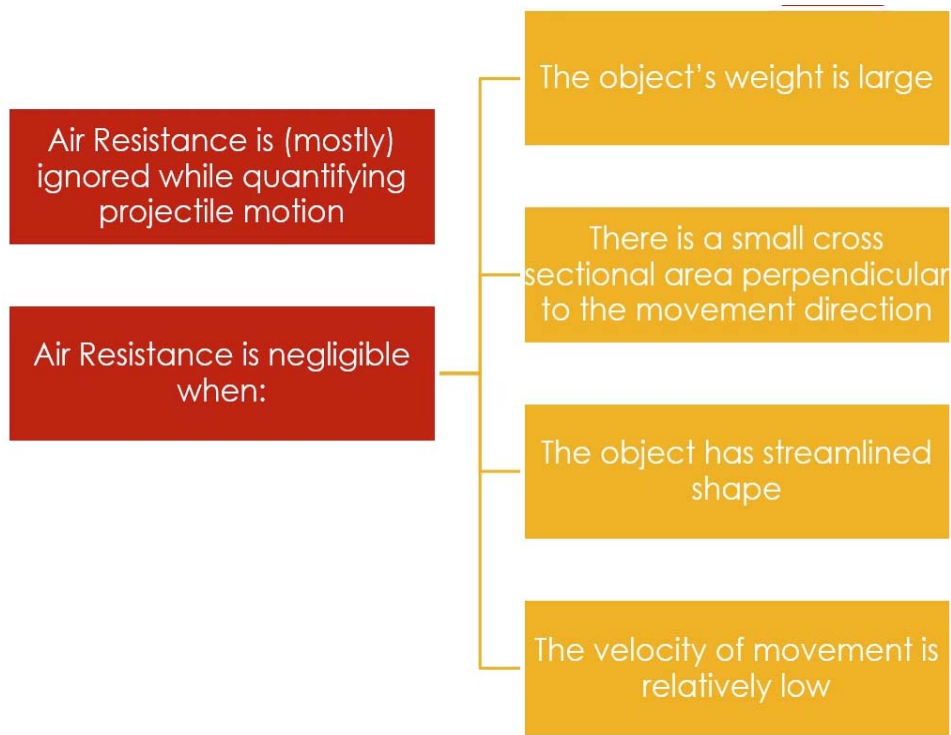 Air Resistance is (mostly)
ignored while quantifying
projectile motion
Air Resistance is negligible
when:
The object’s weight is large
There is a small cross
sectional area perpendicular
to the movement direction
The object has streamlined
shape
The velocity of movement is
relatively low